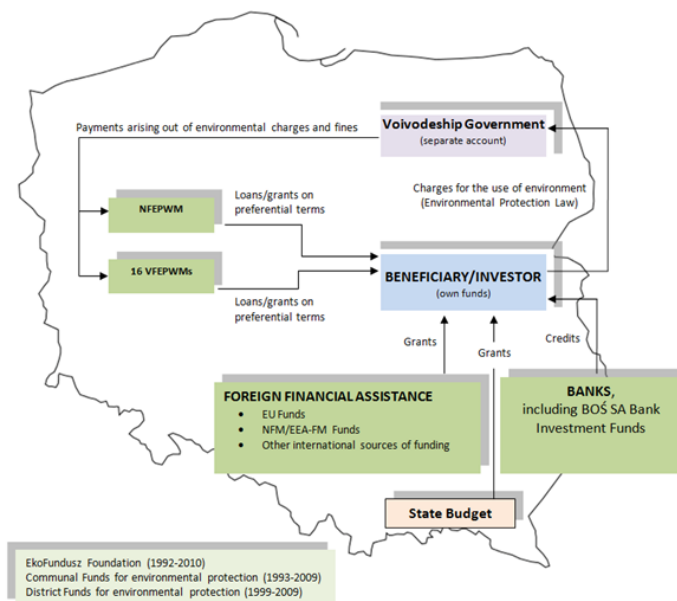 Voivodeship Government
(separate account)
Payments arising out of environmental charges and fines
Charges for the use of environment
(Environmental Protection Law)
NFEPWM
Loans/grants on
preferential terms
16 VFEPWMs
Loans/grants on
preferential terms
BENEFICIARY/INVESTOR
(own funds)
Grants
Grants
Credits
FOREIGN FINANCIAL ASSISTANCE
• EU Funds
• NFM/EEA-FM Funds
• Other international sources of funding
BANKS,
including BOŚ SA Bank
Investment Funds
State Budget
EkoFundusz Foundation (1992-2010)
Communal Funds for environmental protection (1993-2009)
District Funds for environmental protection (1999-2009)